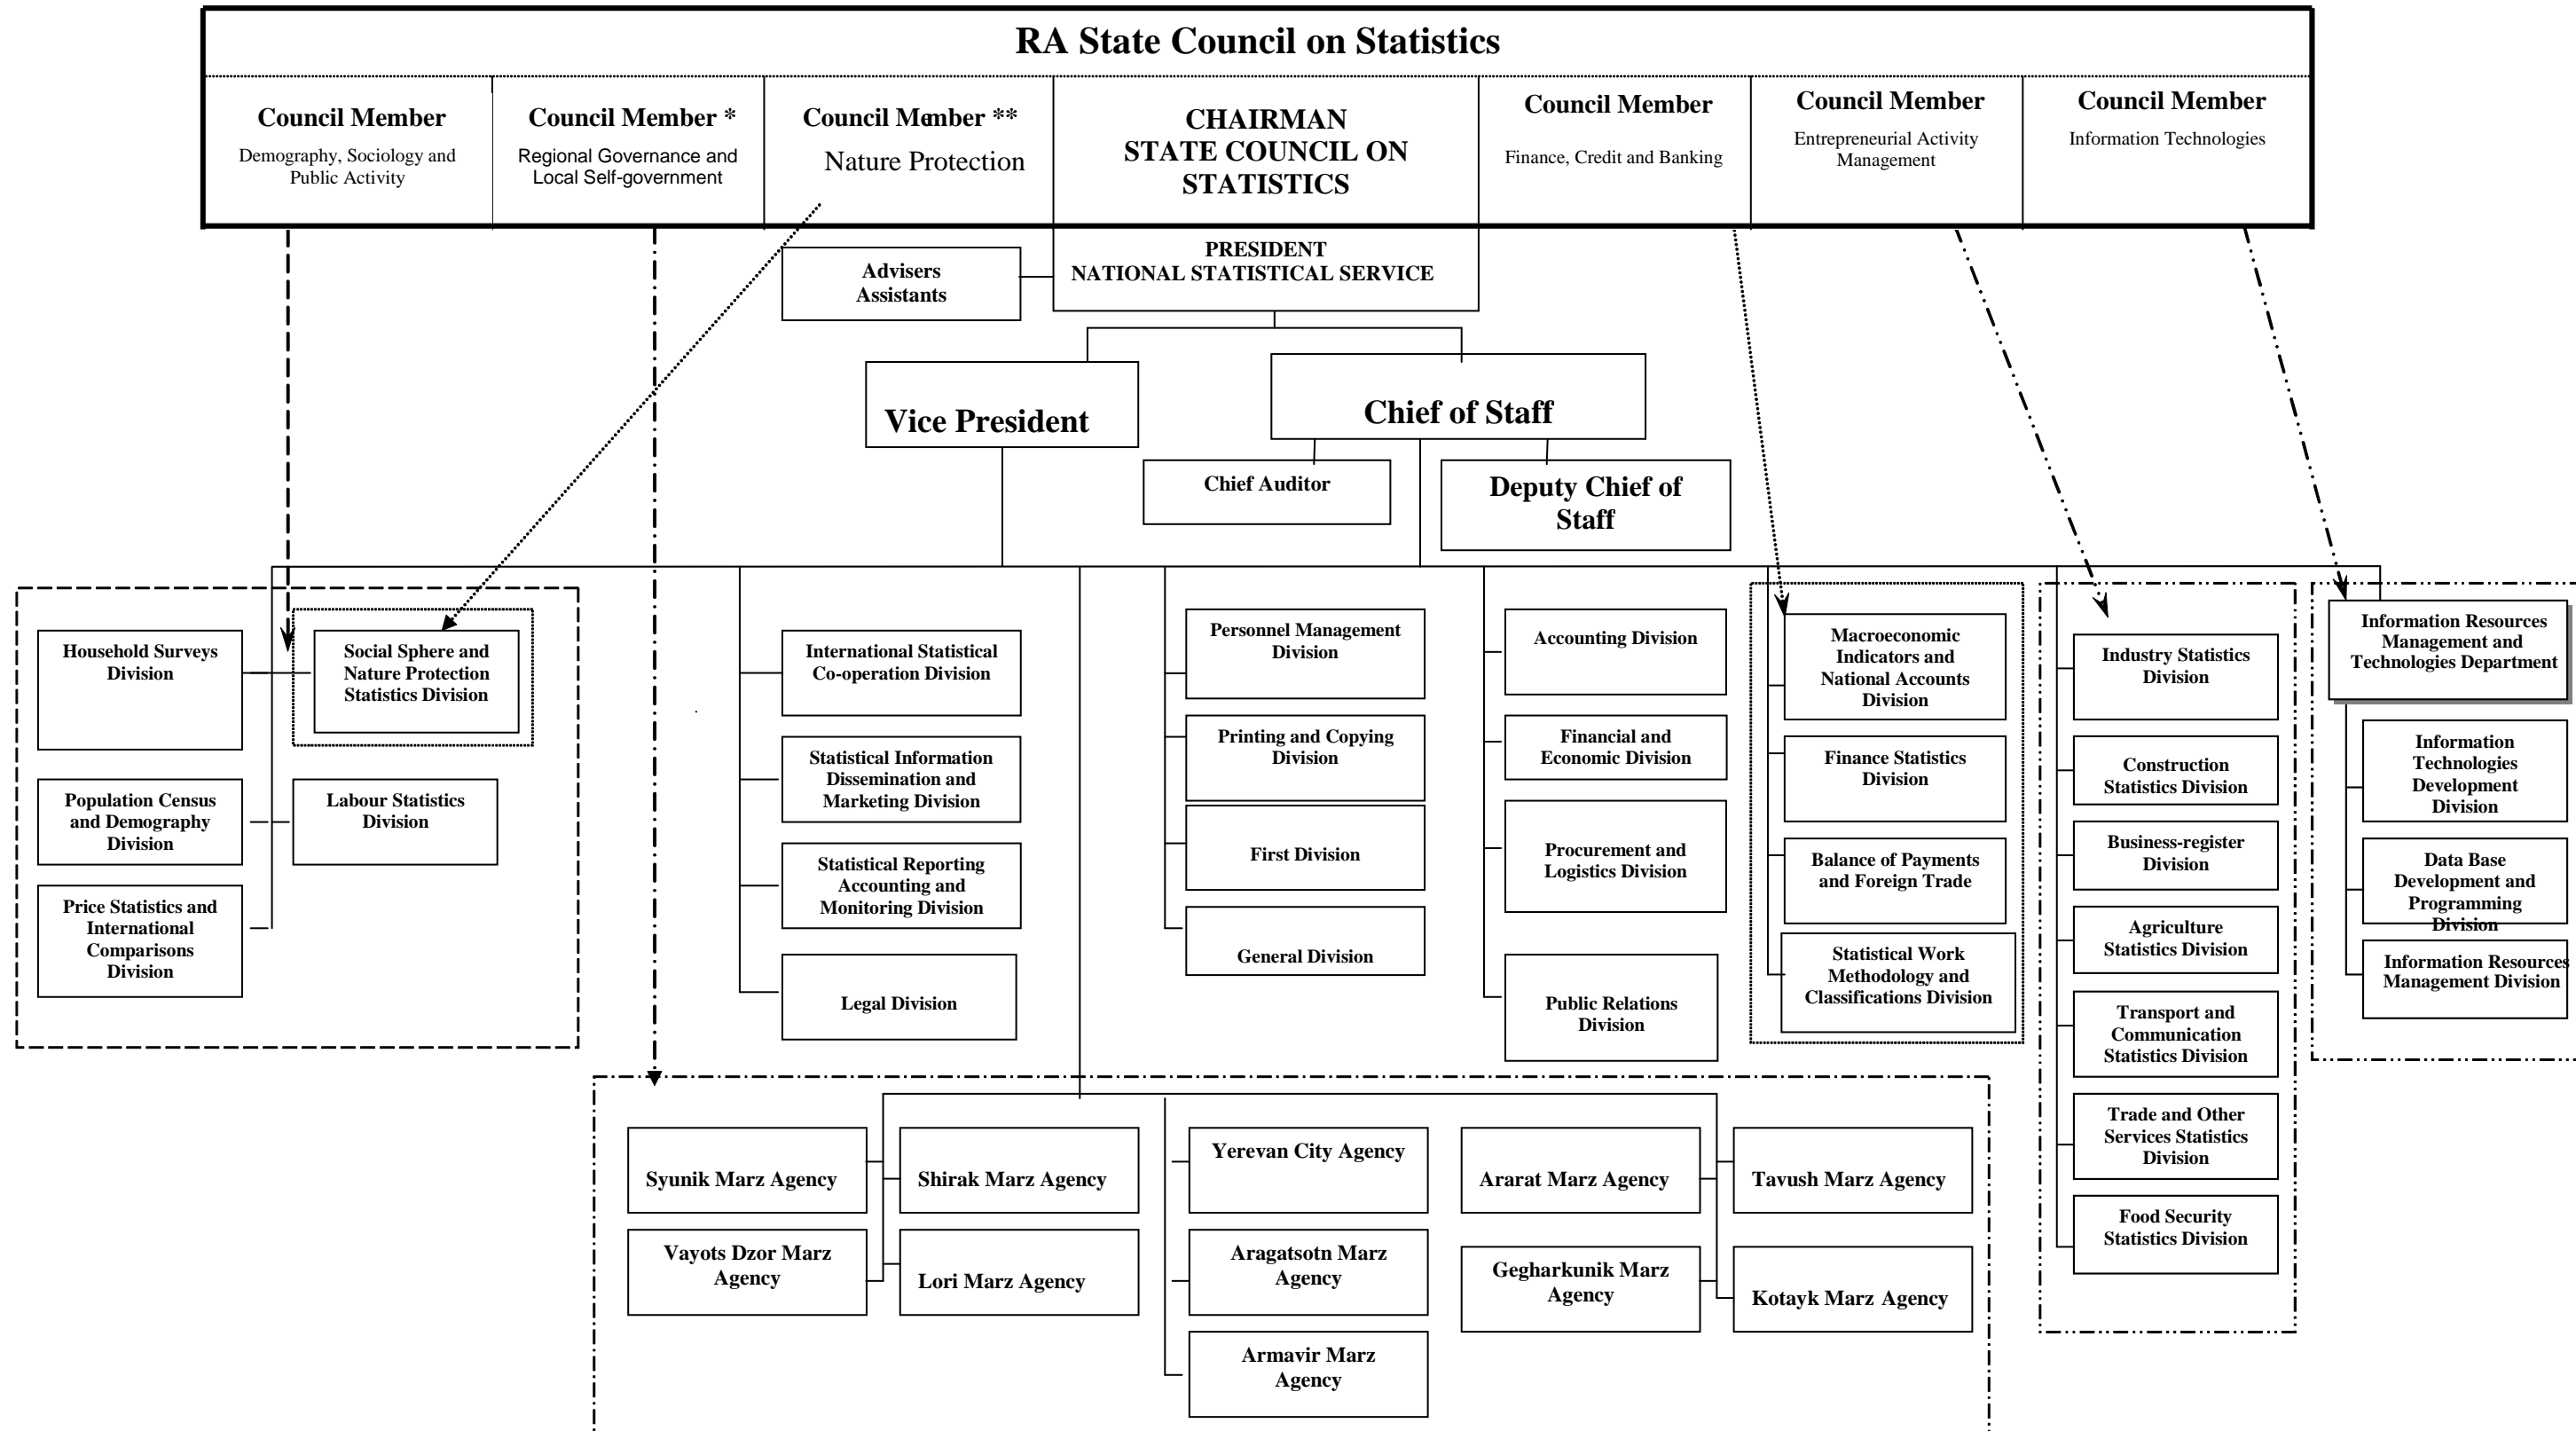 RA State Council on Statistics
Council Member
Demography, Sociology and
Public Activity
Council Member *
Regional Governance and
Local Self-government
Council Member **
Nature Protection
CHAIRMAN
STATE COUNCIL ON
STATISTICS
Council Member
Finance, Credit and Banking
Council Member
Entrepreneurial Activity
Management
Council Member
Information Technologies
PRESIDENT
NATIONAL STATISTICAL SERVICE
Advisers
Assistants
Vice President
Chief of Staff
Chief Auditor
Deputy Chief of
Staff
Household Surveys
Division
Social Sphere and
Nature Protection
Statistics Division
Population Census
and Demography
Division
Labour Statistics
Division
Price Statistics and
International
Comparisons
Division
International Statistical
Co-operation Division
Statistical Information
Dissemination and
Marketing Division
Statistical Reporting
Accounting and
Monitoring Division
Legal Division
Personnel Management
Division
Printing and Copying
Division
First Division
General Division
Accounting Division
Financial and
Economic Division
Procurement and
Logistics Division
Public Relations
Division
Macroeconomic
Indicators and
National Accounts
Division
Finance Statistics
Division
Balance of Payments
and Foreign Trade
Statistical Work
Methodology and
Classifications Division
Industry Statistics
Division
Construction
Statistics Division
Business-register
Division
Agriculture
Statistics Division
Transport and
Communication
Statistics Division
Trade and Other
Services Statistics
Division
Food Security
Statistics Division
Information Resources
Management and
Technologies Department
Information
Technologies
Development
Division
Data Base
Development and
Programming
Division
Information Resources
Management Division
Syunik Marz Agency
Shirak Marz Agency
Yerevan City Agency
Ararat Marz Agency
Tavush Marz Agency
Vayots Dzor Marz
Agency
Lori Marz Agency
Aragatsotn Marz
Agency
Gegharkunik Marz
Agency
Kotayk Marz Agency
Armavir Marz
Agency